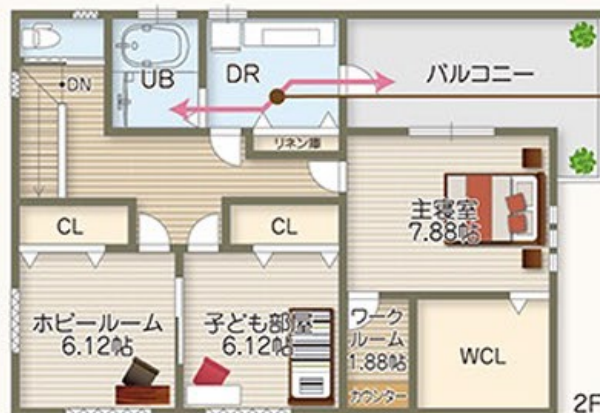 DN
UB
DR
バルコニー
リネン庫
CL
CL
主寝室
7.88帖
ホビールーム
6.12帖
子ども部屋
6.12帖
ワーク
ルーム
1.88帖
カウンター
WCL
2F